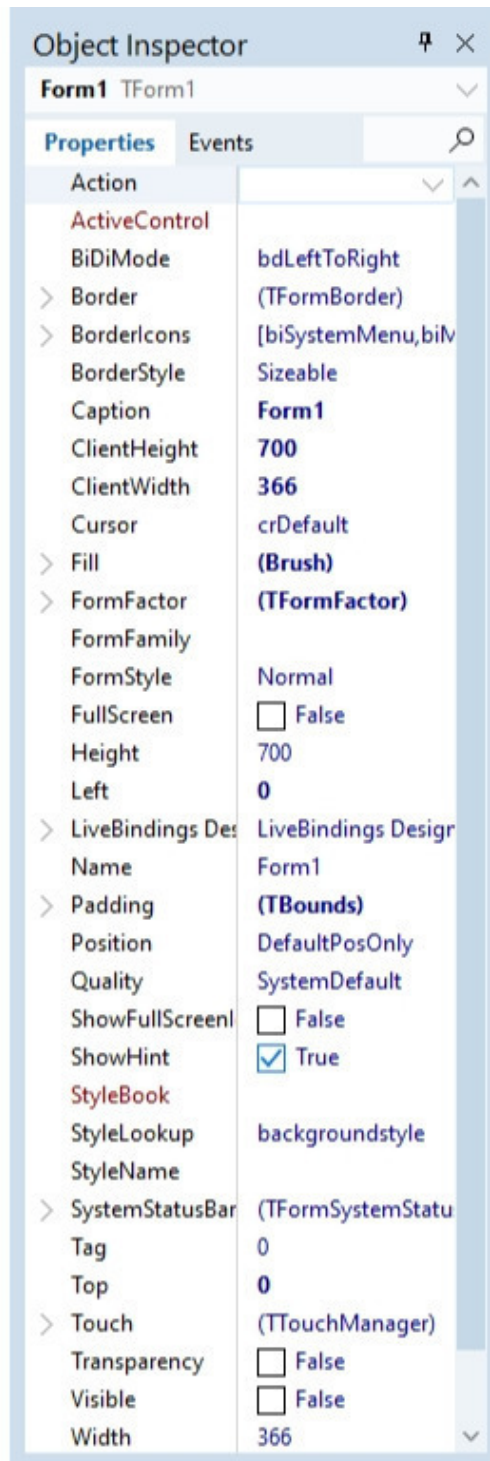 Object Inspector
Form1 TForm1
Properties Events
Action
ActiveControl
BiDiMode bdLeftToRight
Border (TFormBorder)
BorderIcons [biSystemMenu,biM
BorderStyle Sizeable
Caption Form1
ClientHeight 700
ClientWidth 366
Cursor crDefault
Fill (Brush)
FormFactor (TFormFactor)
FormFamily
FormStyle Normal
FullScreen False
Height 700
Left 0
LiveBindings Des LiveBindings Design
Name Form1
Padding (TBounds)
Position DefaultPosOnly
Quality SystemDefault
ShowFullScreenI False
ShowHint True
StyleBook
StyleLookup backgroundstyle
StyleName
SystemStatusBar (TFormSystemStatu
Tag 0
Top 0
Touch (TTouchManager)
Transparency False
Visible False
Width 366